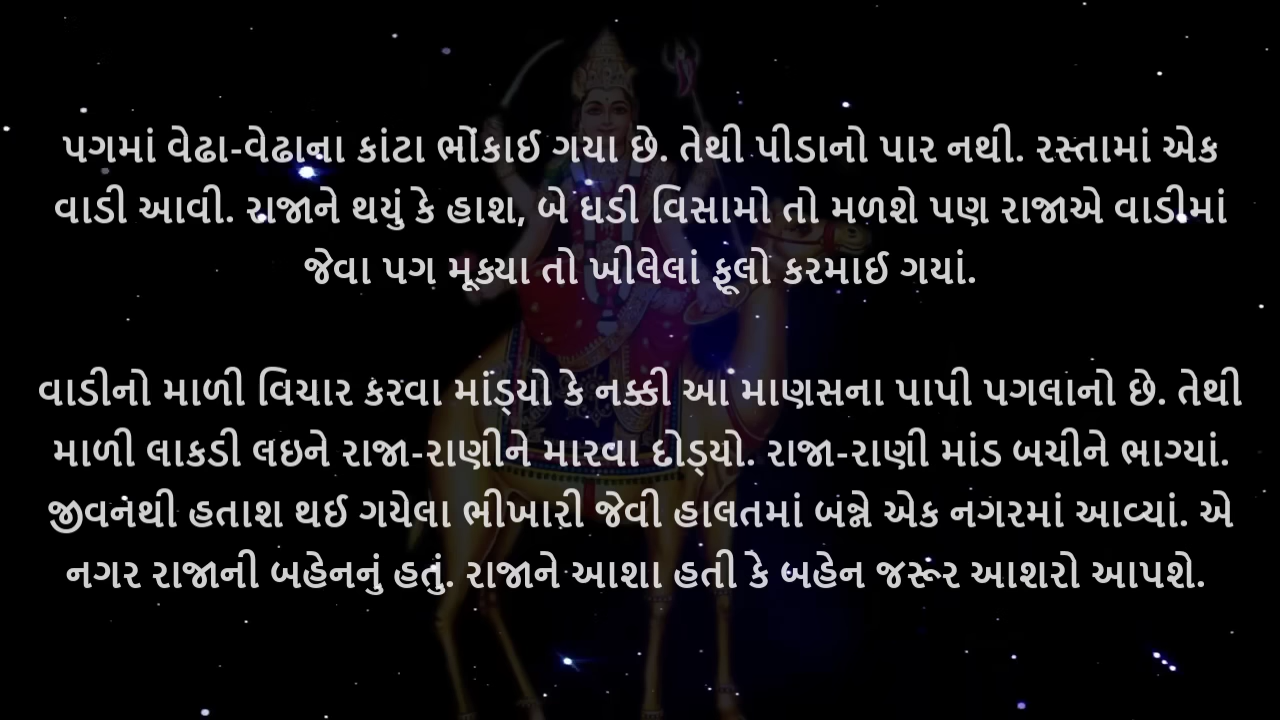 પગમાં વેઢા-વેઢાના કાંટા ભોંકાઈ ગયા છે. તેથી પીડાનો પાર નથી. રસ્તામાં એક
વાડી આવી. રાજાને થયું કે હાશ, બે ઘડી વિસામો તો મળશે પણ રાજાએ વાડીમાં
જેવા પગ મૂક્યા તો ખીલેલાં ફૂલો કરમાઈ ગયાં.
વાડીનો માળી વિચાર કરવા માંડ્યો કે નક્કી આ માણસના પાપી પગલાનો છે. તેથી
માળી લાકડી લઇને રાજા-રાણીને મારવા દોડ્યો. રાજા-રાણી માંડ બચીને ભાગ્યાં.
જીવનથી હતાશ થઈ ગયેલા ભીખારી જેવી હાલતમાં બન્ને એક નગરમાં આવ્યાં. એ
નગર રાજાની બહેનનું હતું. રાજાને આશા હતી કે બહેન જરૂર આશરો આપશે.